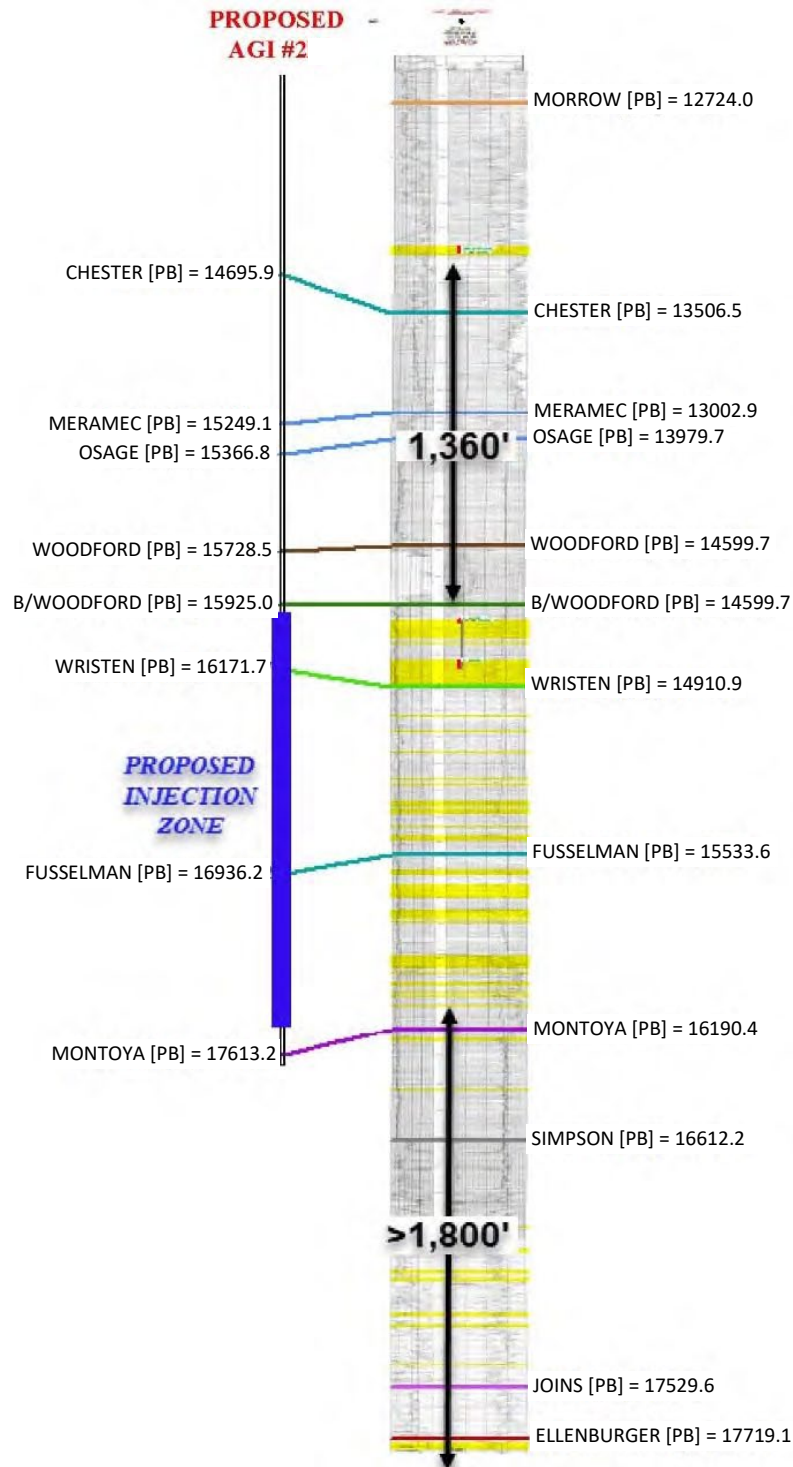 PROPOSED
AGI #2
MORROW [PB] = 12724.0
CHESTER [PB] = 14695.9
CHESTER [PB] = 13506.5
MERAMEC [PB] = 15249.1
MERAMEC [PB] = 13002.9
OSAGE [PB] = 15366.8
1,360'
OSAGE [PB] = 13979.7
WOODFORD [PB] = 15728.5
WOODFORD [PB] = 14599.7
B/WOODFORD [PB] = 15925.0
B/WOODFORD [PB] = 14599.7
WRISTEN [PB] = 16171.7
WRISTEN [PB] = 14910.9
PROPOSED
INJECTION
ZONE
FUSSELMAN [PB] = 16936.2
FUSSELMAN [PB] = 15533.6
MONTOYA [PB] = 17613.2
MONTOYA [PB] = 16190.4
SIMPSON [PB] = 16612.2
>1,800'
JOINS [PB] = 17529.6
ELLENBURGER [PB] = 17719.1